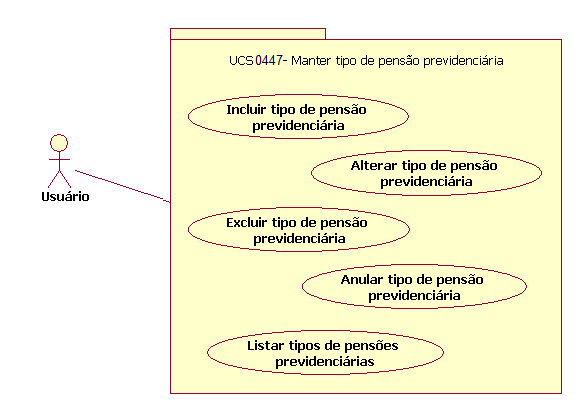 UCS0447- Manter tipo de pensão previdenciária
Incluir tipo de pensão
previdenciária
Alterar tipo de pensão
previdenciária
Usuário
Excluir tipo de pensão
previdenciária
Anular tipo de pensão
previdenciária
Listar tipos de pensões
previdenciárias